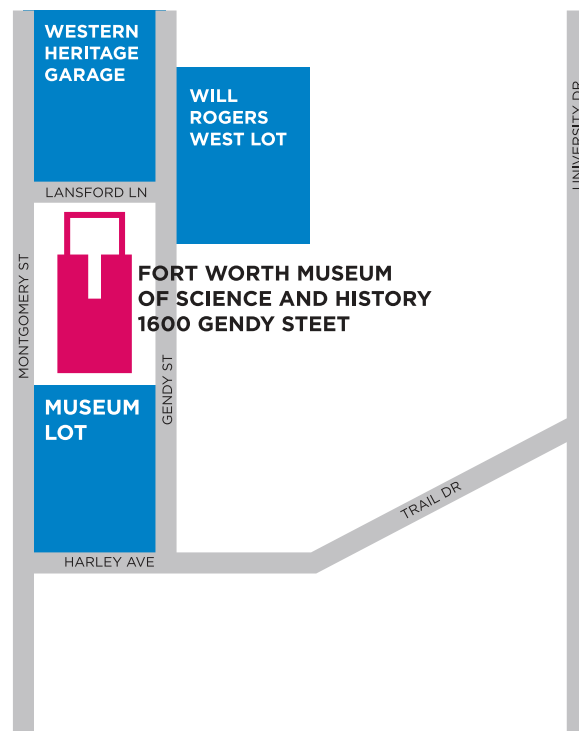 WESTERN
HERITAGE
GARAGE
WILL
ROGERS
WEST LOT
UNIVERSITY DR
LANSFORD LN
MONTGOMERY ST
FORT WORTH MUSEUM
OF SCIENCE AND HISTORY
1600 GENDY STEET
GENDY ST
MUSEUM
LOT
TRAIL DR
HARLEY AVE